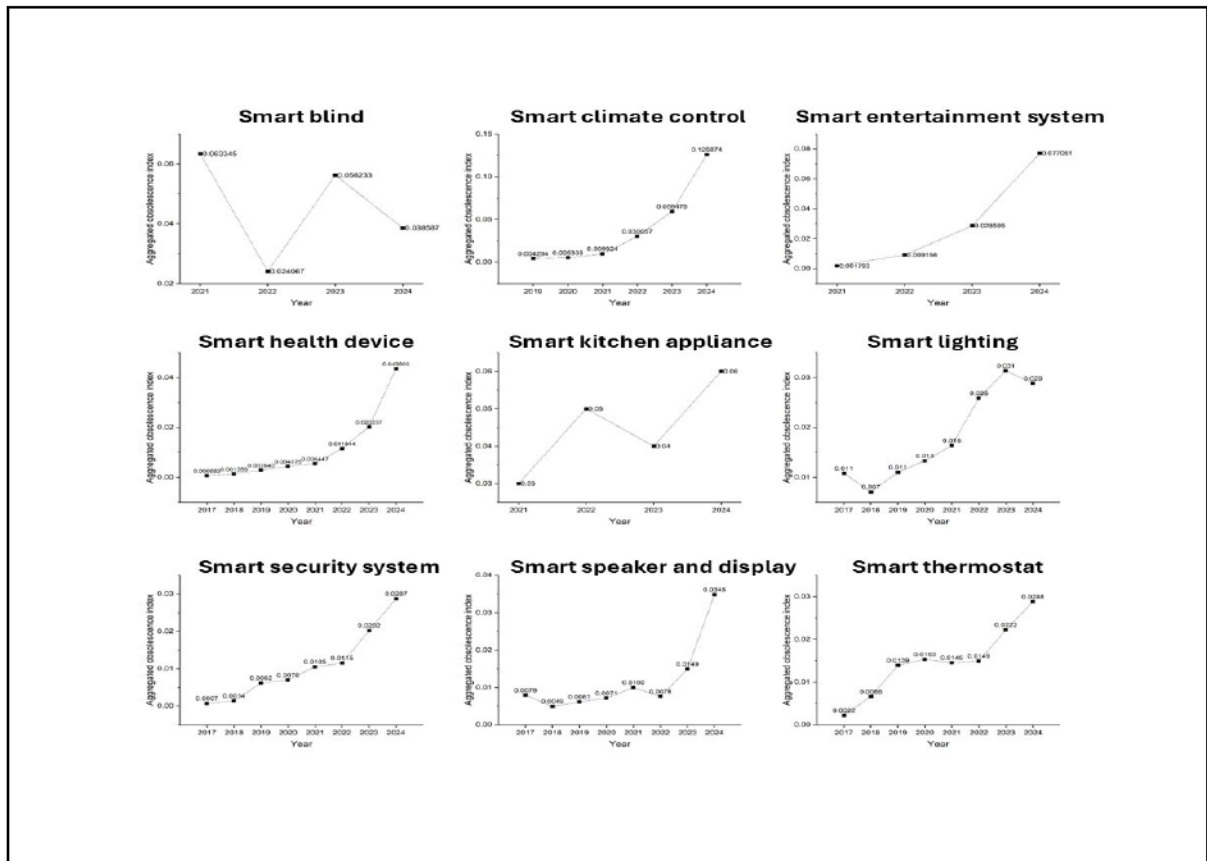 Smart blind
Aggregated obsolescence index
0.06
0.04
0.02
0.063345
0.024067
0.056233
0.038587
2021 2022 2023 2024
Year
Smart climate control
Aggregated obsolescence index
0.15
0.10
0.05
0.00
0.030057
0.059479
0.125874
2019 2020 2021 2022 2023 2024
Year
Smart entertainment system
Aggregated obsolescence index
0.08
0.06
0.04
0.02
0.00
0.009156
0.028595
2021 2022 2023 2024
Year
Smart health device
Aggregated obsolescence index
0.04
0.02
0.00
2017 2018 2019 2020 2021 2022 2023 2024
Year
Smart kitchen appliance
Aggregated obsolescence index
0.06
0.05
0.04
0.03
0.03
0.05
0.04
0.06
2021 2022 2023 2024
Year
Smart lighting
Aggregated obsolescence index
0.03
0.02
0.01
0.011
0.007
0.011
0.013
0.031
0.029
2017 2018 2019 2020 2021 2022 2023 2024
Year
Smart security system
Aggregated obsolescence index
0.03
0.02
0.01
0.00
0.0007
0.0014
0.0062
0.0070
0.0105
0.0115
0.0202
0.0287
2017 2018 2019 2020 2021 2022 2023 2024
Year
Smart speaker and display
Aggregated obsolescence index
0.04
0.03
0.02
0.01
0.00
0.0079
0.0061
0.0071
0.0100
0.0149
0.0348
2017 2018 2019 2020 2021 2022 2023 2024
Year
Smart thermostat
Aggregated obsolescence index
0.03
0.02
0.01
0.00
0.0022
0.0139
0.0153
0.0145
0.0149
0.0222
0.0288
2017 2018 2019 2020 2021 2022 2023 2024
Year